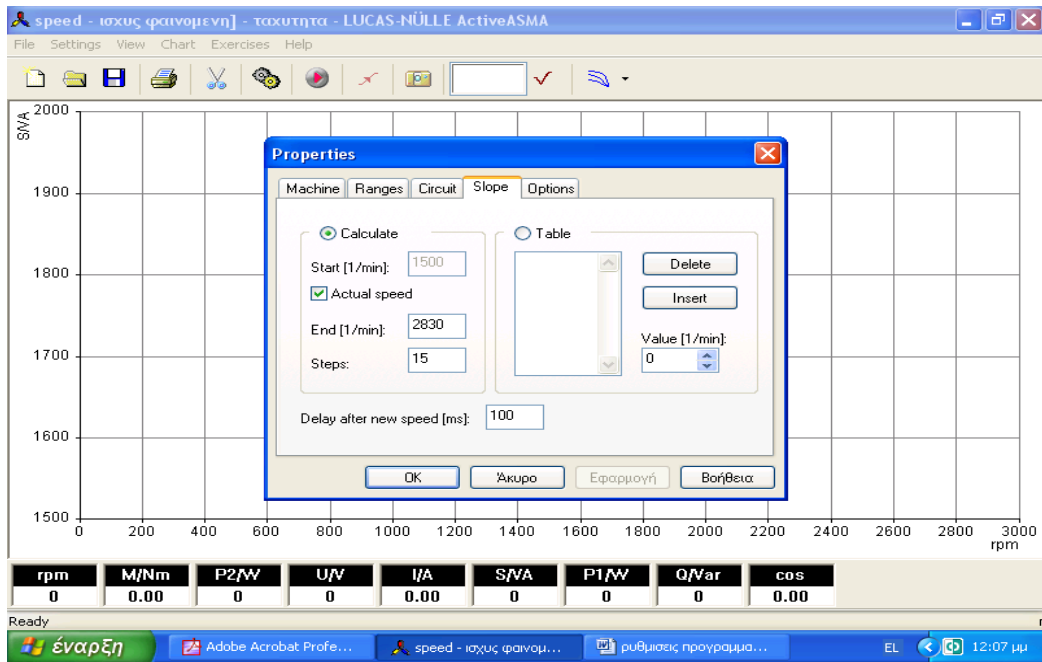 speed - ισχυς φαινομενη] - ταχυτητα - LUCAS-NÜLLE ActiveASMA
File Settings View Chart Exercises Help
S/VA
2000
1900
1800
1700
1600
1500
0 200 400 600 800 1000 1200 1400 1600 1800 2000 2200 2400 2600 2800 3000
rpm
Properties
Machine Ranges Circuit Slope Options
Calculate
Start [1/min]: 1500
Actual speed
End [1/min]: 2830
Steps: 15
Table
Delete
Insert
Value [1/min]:
0
Delay after new speed [ms]: 100
OK Άκυρο Εφαρμογή Βοήθεια
rpm M/Nm P2/W U/V I/A S/VA P1/W Q/Var cos
0 0.00 0 0 0.00 0 0 0 0.00
Ready
έναρξη Adobe Acrobat Profe... speed - ισχυς φαινομ... ρυθμισεις προγραμμα... EL 12:07 μμ